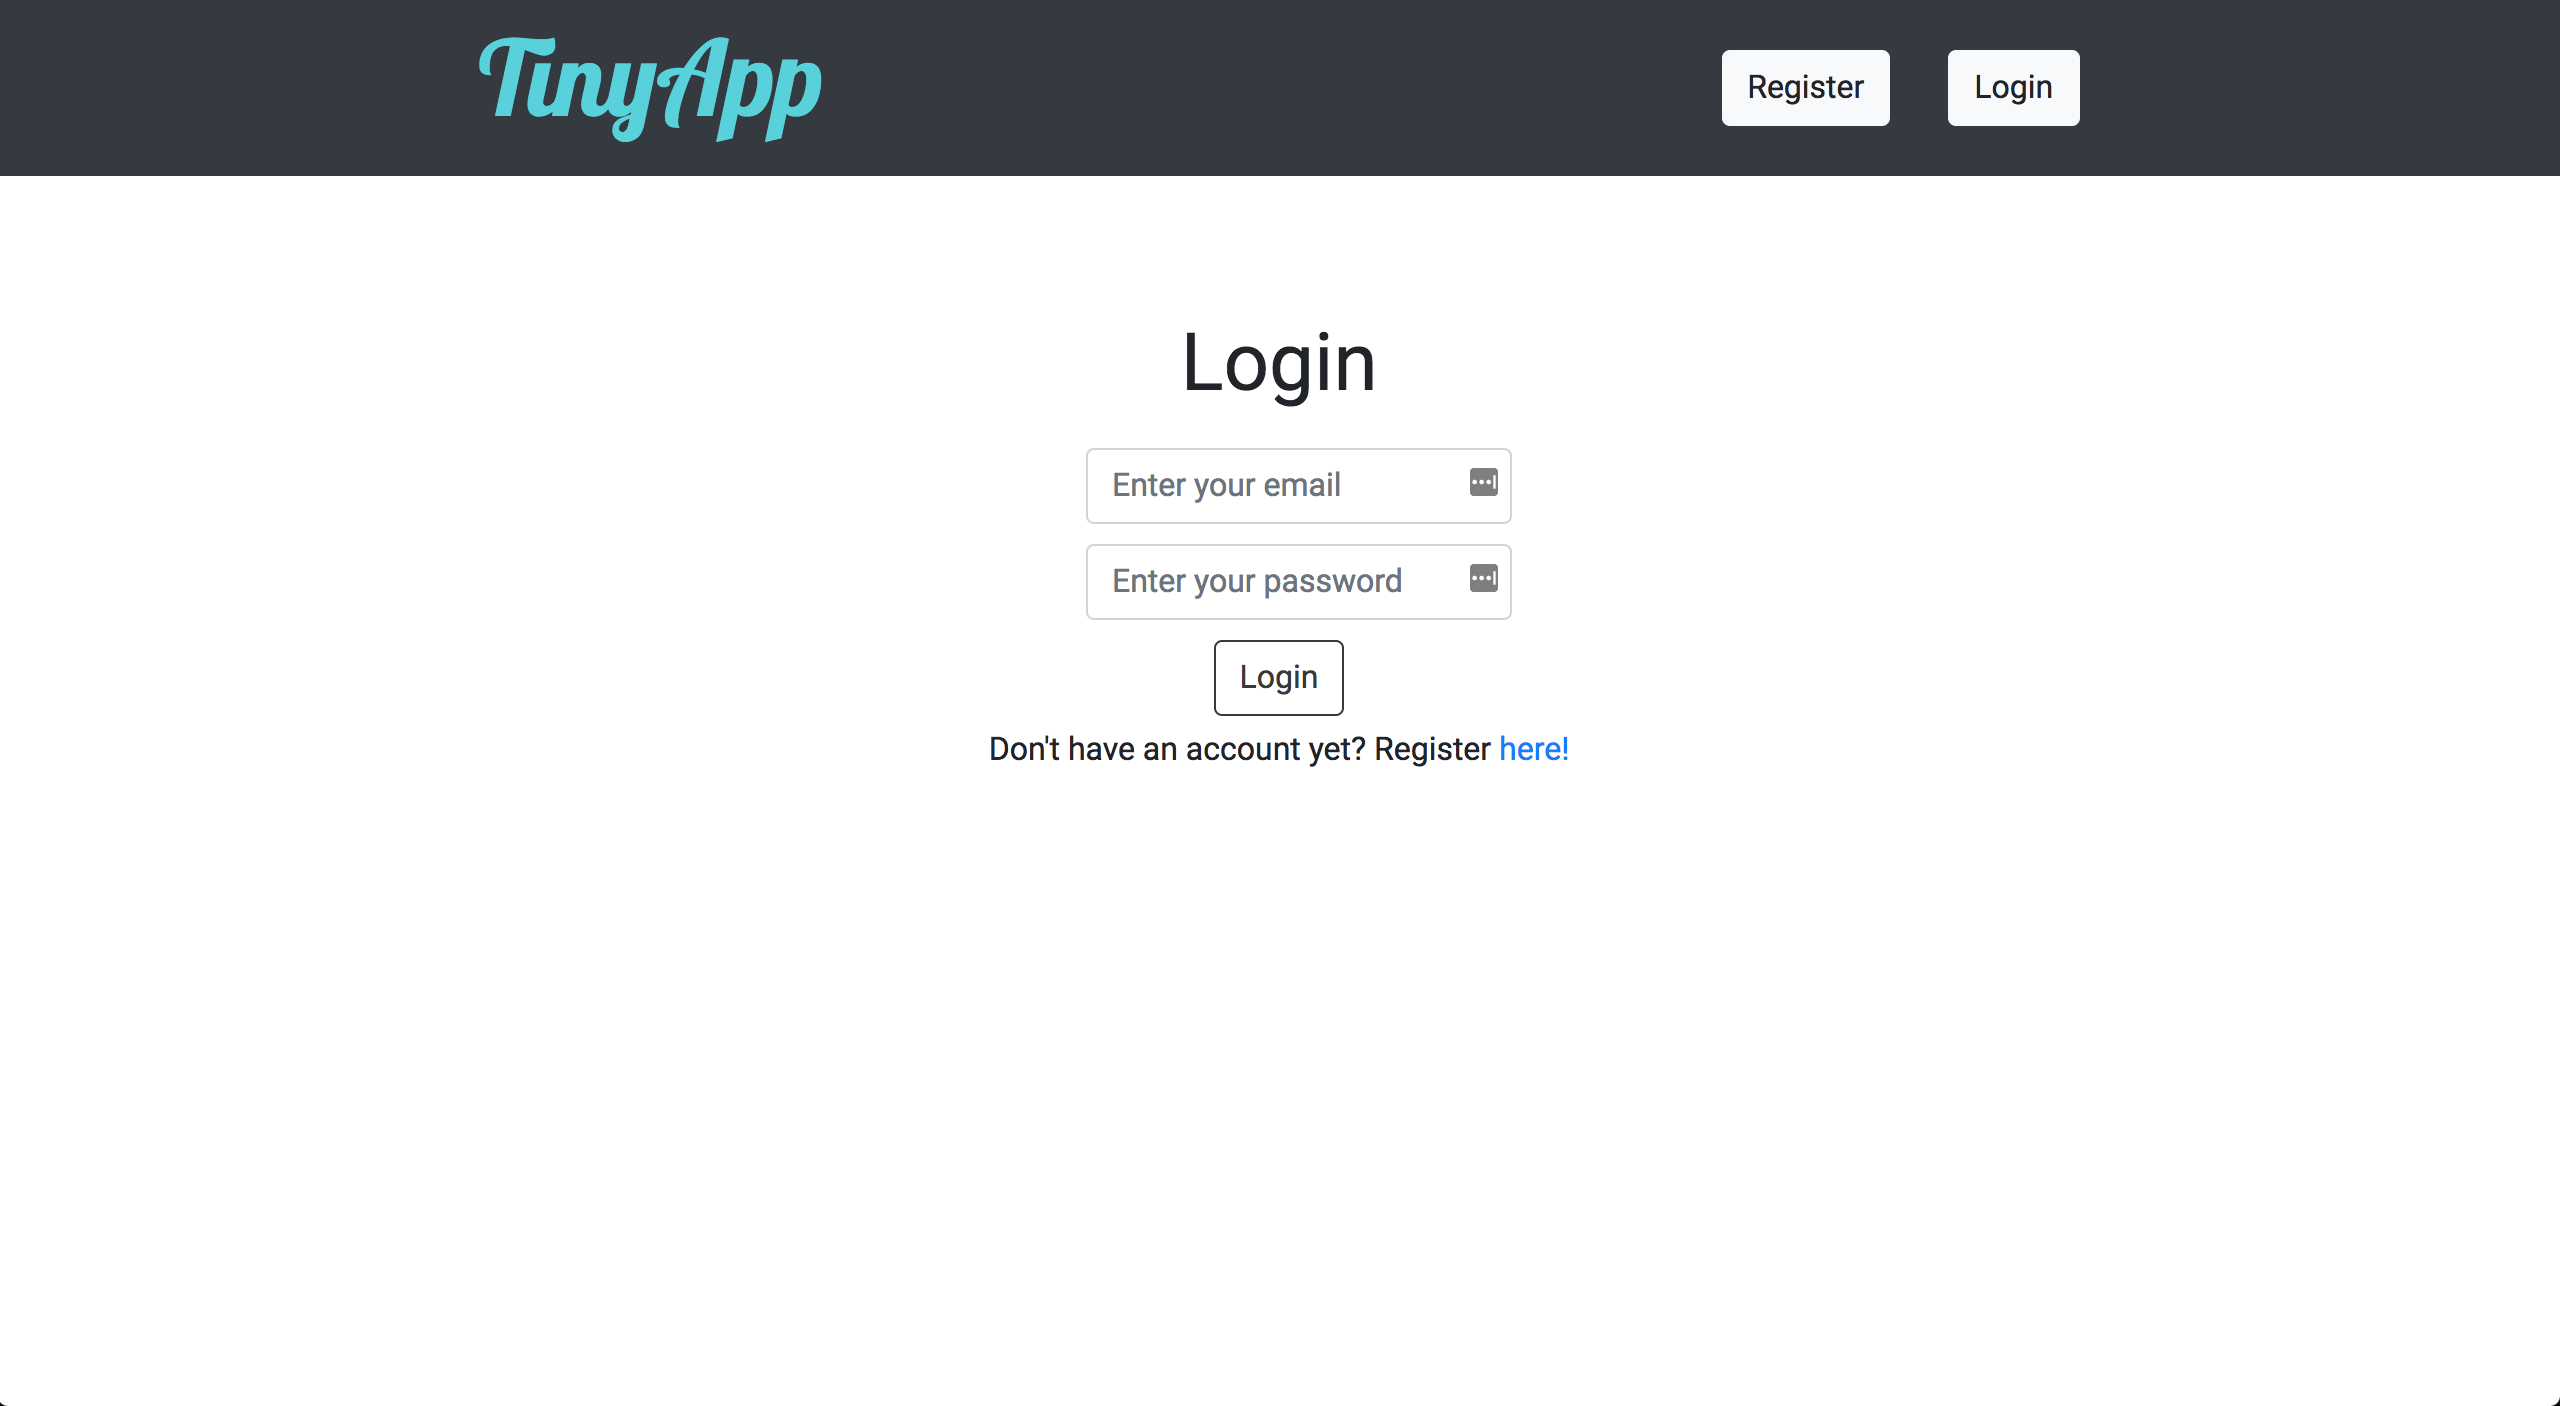 TinyApp
Register
Login
Login
Enter your email
Enter your password
Login
Don't have an account yet? Register here!